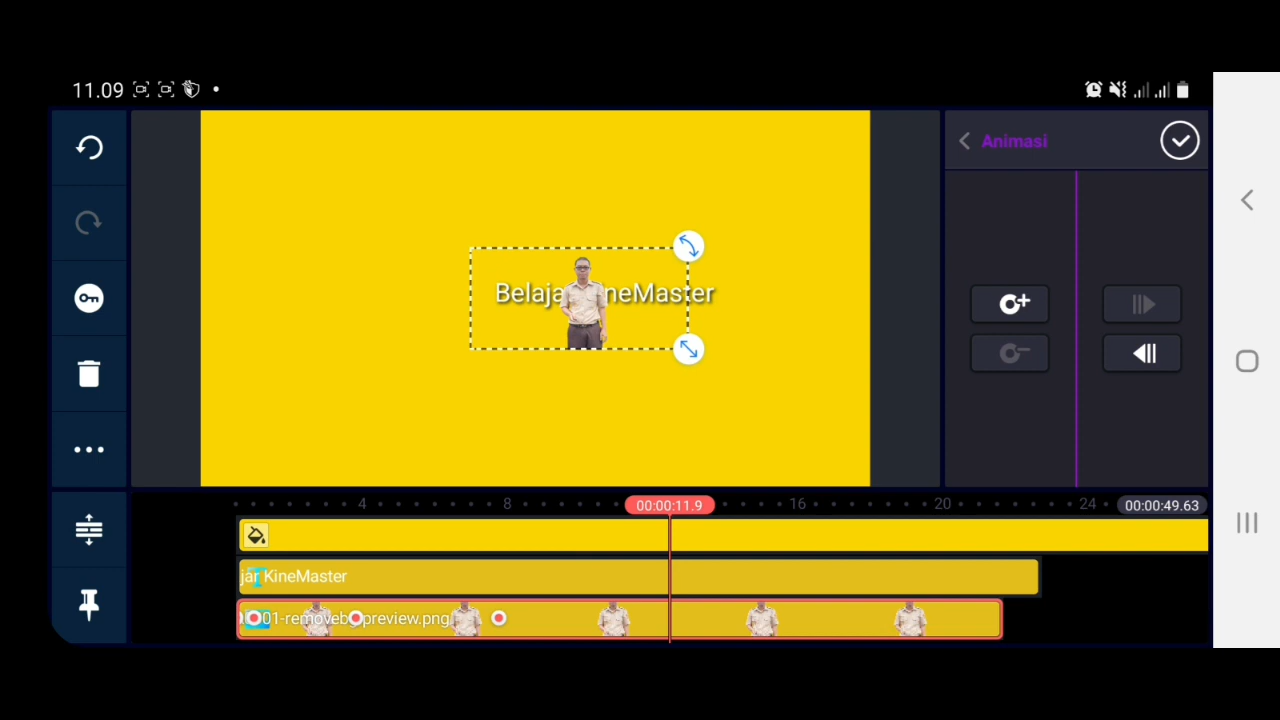 11.09
Animasi
Belaja neMaster
4 8 00:00:11.9 16 20 24 00:00:49.63
jar KineMaster
01-removeb preview.png